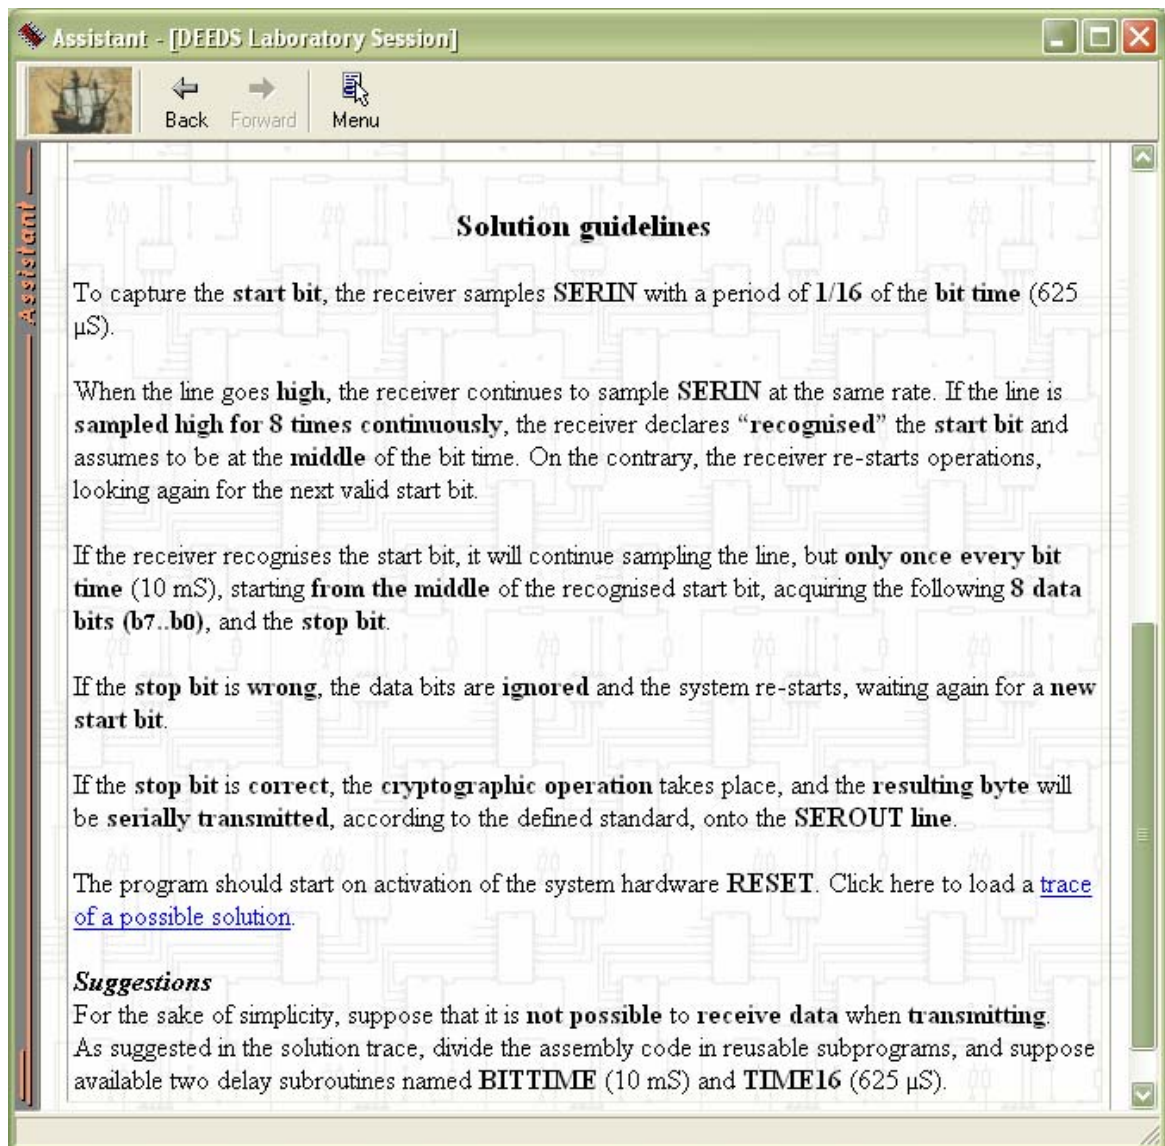 Assistant - [DEEDS Laboratory Session]
Back Forward Menu
Assistant
Solution guidelines
To capture the start bit, the receiver samples SERIN with a period of 1/16 of the bit time (625
µS).
When the line goes high, the receiver continues to sample SERIN at the same rate. If the line is
sampled high for 8 times continuously, the receiver declares “recognised” the start bit and
assumes to be at the middle of the bit time. On the contrary, the receiver re-starts operations,
looking again for the next valid start bit.
If the receiver recognises the start bit, it will continue sampling the line, but only once every bit
time (10 mS), starting from the middle of the recognised start bit, acquiring the following 8 data
bits (b7..b0), and the stop bit.
If the stop bit is wrong, the data bits are ignored and the system re-starts, waiting again for a new
start bit.
If the stop bit is correct, the cryptographic operation takes place, and the resulting byte will
be serially transmitted, according to the defined standard, onto the SEROUT line.
The program should start on activation of the system hardware RESET. Click here to load a trace
of a possible solution.
Suggestions
For the sake of simplicity, suppose that it is not possible to receive data when transmitting.
As suggested in the solution trace, divide the assembly code in reusable subprograms, and suppose
available two delay subroutines named BITTIME (10 mS) and TIME16 (625 µS).